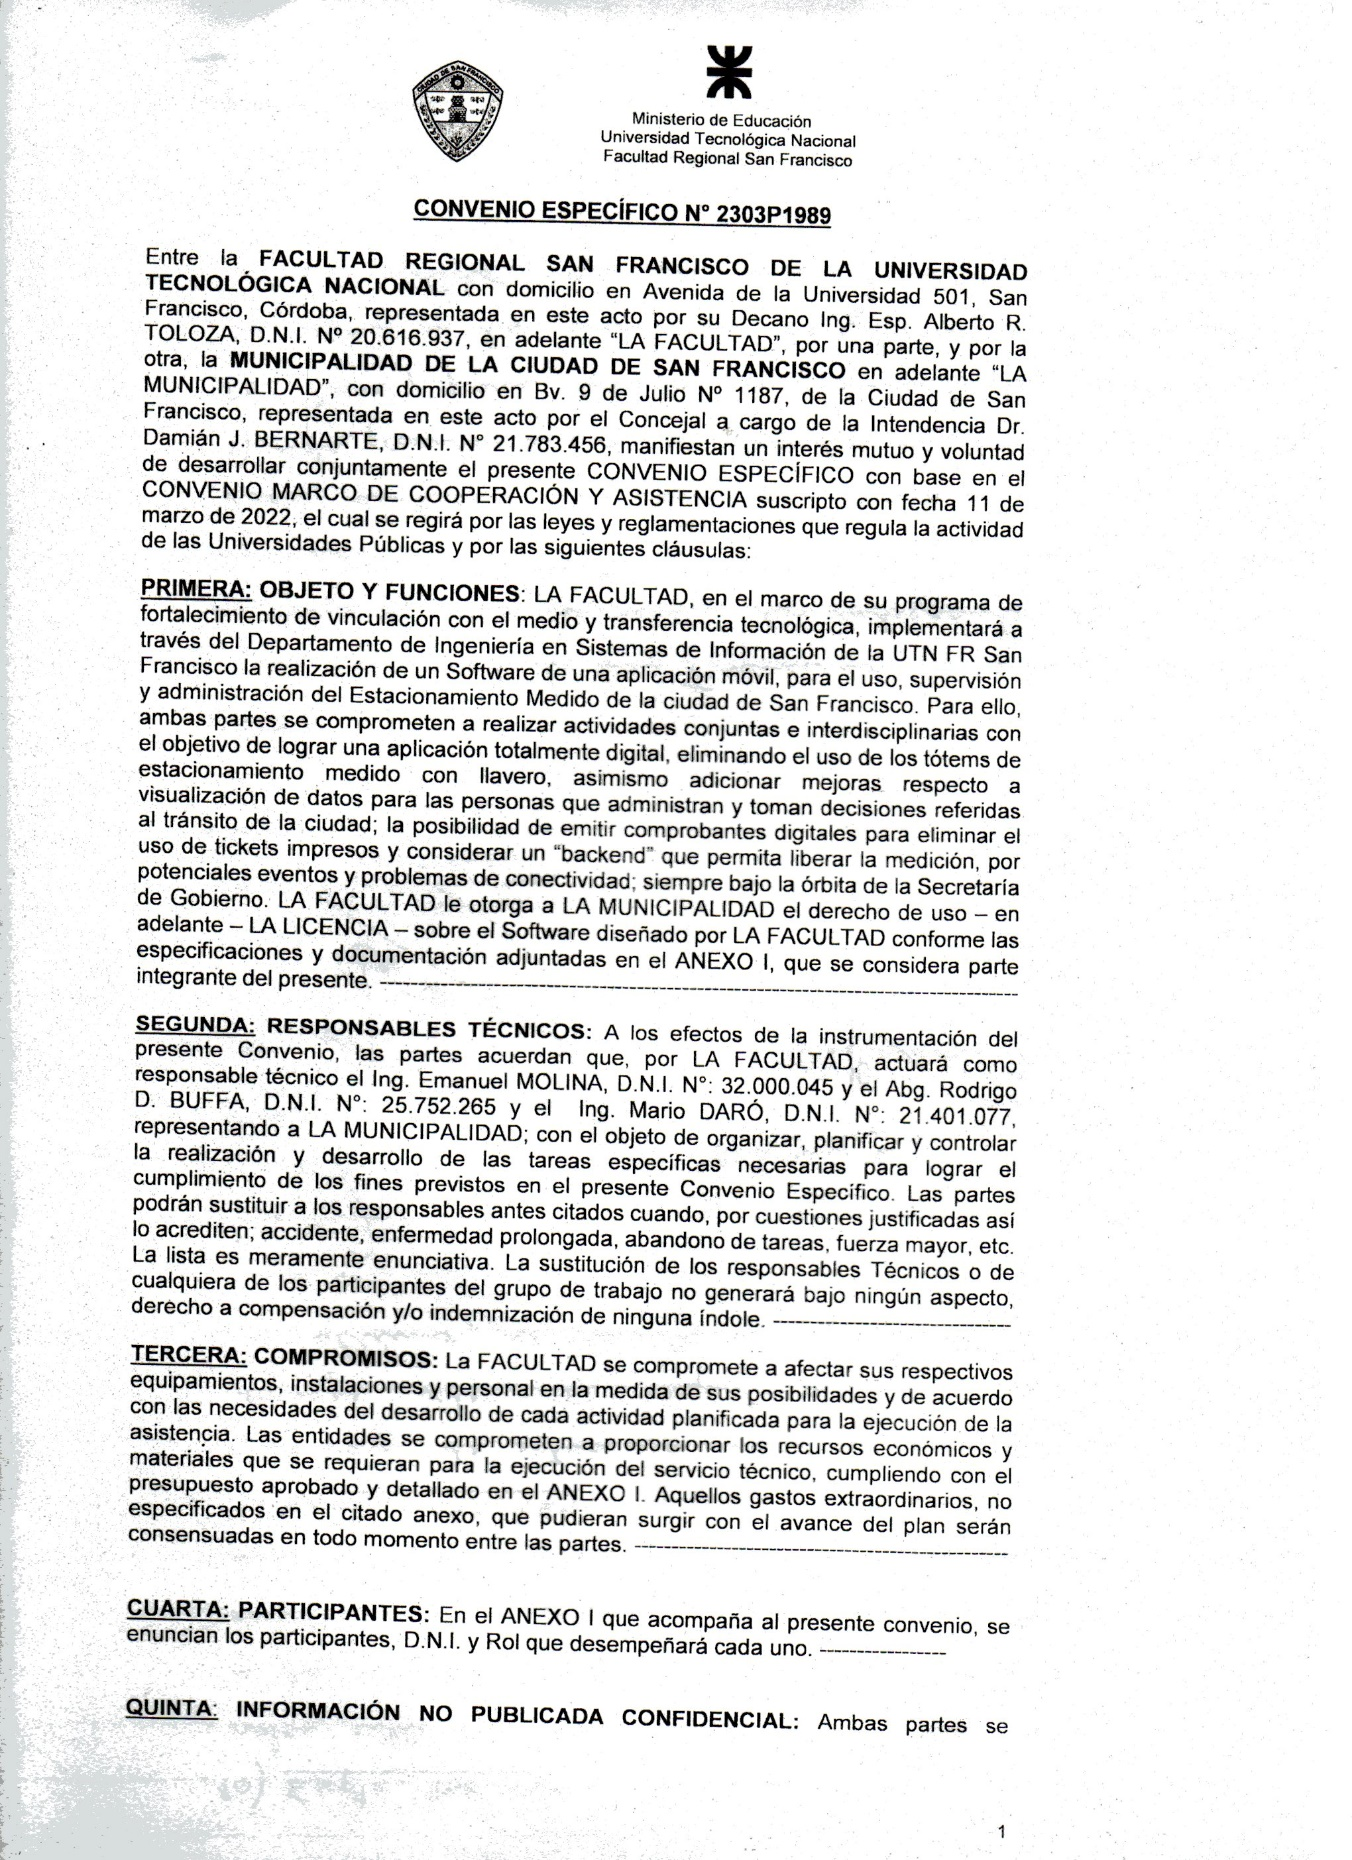 CIUDAD DE SAN FRANCISCO
Ministerio de Educación
Universidad Tecnológica Nacional
Facultad Regional San Francisco
CONVENIO ESPECÍFICO N° 2303P1989
Entre la FACULTAD REGIONAL SAN FRANCISCO DE LA UNIVERSIDAD
TECNOLÓGICA NACIONAL con domicilio en Avenida de la Universidad 501, San
Francisco, Córdoba, representada en este acto por su Decano Ing. Esp. Alberto R.
TOLOZA, D.N.I. Nº 20.616.937, en adelante “LA FACULTAD”, por una parte, y por la
otra, la MUNICIPALIDAD DE LA CIUDAD DE SAN FRANCISCO en adelante “LA
MUNICIPALIDAD”, con domicilio en Bv. 9 de Julio Nº 1187, de la Ciudad de San
Francisco, representada en este acto por el Concejal a cargo de la Intendencia Dr.
Damián J. BERNARTE, D.N.I. N° 21.783.456, manifiestan un interés mutuo y voluntad
de desarrollar conjuntamente el presente CONVENIO ESPECÍFICO con base en el
CONVENIO MARCO DE COOPERACIÓN Y ASISTENCIA suscripto con fecha 11 de
marzo de 2022, el cual se regirá por las leyes y reglamentaciones que regula la actividad
de las Universidades Públicas y por las siguientes cláusulas:
PRIMERA: OBJETO Y FUNCIONES: LA FACULTAD, en el marco de su programa de
fortalecimiento de vinculación con el medio y transferencia tecnológica, implementará a
través del Departamento de Ingeniería en Sistemas de Información de la UTN FR San
Francisco la realización de un Software de una aplicación móvil, para el uso, supervisión
y administración del Estacionamiento Medido de la ciudad de San Francisco. Para ello,
ambas partes se comprometen a realizar actividades conjuntas e interdisciplinarias con
el objetivo de lograr una aplicación totalmente digital, eliminando el uso de los tótems de
estacionamiento medido con llavero, asimismo adicionar mejoras respecto a
visualización de datos para las personas que administran y toman decisiones referidas
al tránsito de la ciudad; la posibilidad de emitir comprobantes digitales para eliminar el
uso de tickets impresos y considerar un “backend” que permita liberar la medición, por
potenciales eventos y problemas de conectividad; siempre bajo la órbita de la Secretaría
de Gobierno. LA FACULTAD le otorga a LA MUNICIPALIDAD el derecho de uso – en
adelante – LA LICENCIA – sobre el Software diseñado por LA FACULTAD conforme las
especificaciones y documentación adjuntadas en el ANEXO I, que se considera parte
integrante del presente. ------------------------------------------------------------
SEGUNDA: RESPONSABLES TÉCNICOS: A los efectos de la instrumentación del
presente Convenio, las partes acuerdan que, por LA FACULTAD, actuará como
responsable técnico el Ing. Emanuel MOLINA, D.N.I. N°: 32.000.045 y el Abg. Rodrigo
D. BUFFA, D.N.I. N°: 25.752.265 y el Ing. Mario DARÓ, D.N.I. N°: 21.401.077,
representando a LA MUNICIPALIDAD; con el objeto de organizar, planificar y controlar
la realización y desarrollo de las tareas específicas necesarias para lograr el
cumplimiento de los fines previstos en el presente Convenio Específico. Las partes
podrán sustituir a los responsables antes citados cuando, por cuestiones justificadas así
lo acrediten; accidente, enfermedad prolongada, abandono de tareas, fuerza mayor, etc.
La lista es meramente enunciativa. La sustitución de los responsables Técnicos o de
cualquiera de los participantes del grupo de trabajo no generará bajo ningún aspecto,
derecho a compensación y/o indemnización de ninguna índole. --------------------------------
TERCERA: COMPROMISOS: La FACULTAD se compromete a afectar sus respectivos
equipamientos, instalaciones y personal en la medida de sus posibilidades y de acuerdo
con las necesidades del desarrollo de cada actividad planificada para la ejecución de la
asistencia. Las entidades se comprometen a proporcionar los recursos económicos y
materiales que se requieran para la ejecución del servicio técnico, cumpliendo con el
presupuesto aprobado y detallado en el ANEXO I. Aquellos gastos extraordinarios, no
especificados en el citado anexo, que pudieran surgir con el avance del plan serán
consensuadas en todo momento entre las partes. --------------------------------------------------
CUARTA: PARTICIPANTES: En el ANEXO I que acompaña al presente convenio, se
enuncian los participantes, D.N.I. y Rol que desempeñará cada uno. -----------------
QUINTA: INFORMACIÓN NO PUBLICADA CONFIDENCIAL: Ambas partes se
1